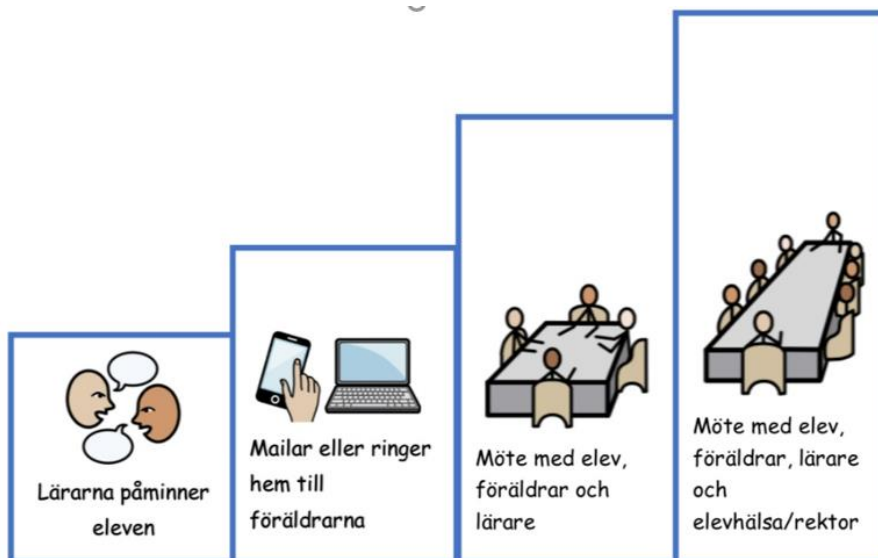 Lärarna påminner
eleven
Mailar eller ringer
hem till
föräldrarna
Möte med elev,
föräldrar och
lärare
Möte med elev,
föräldrar, lärare
och
elevhälsa/rektor